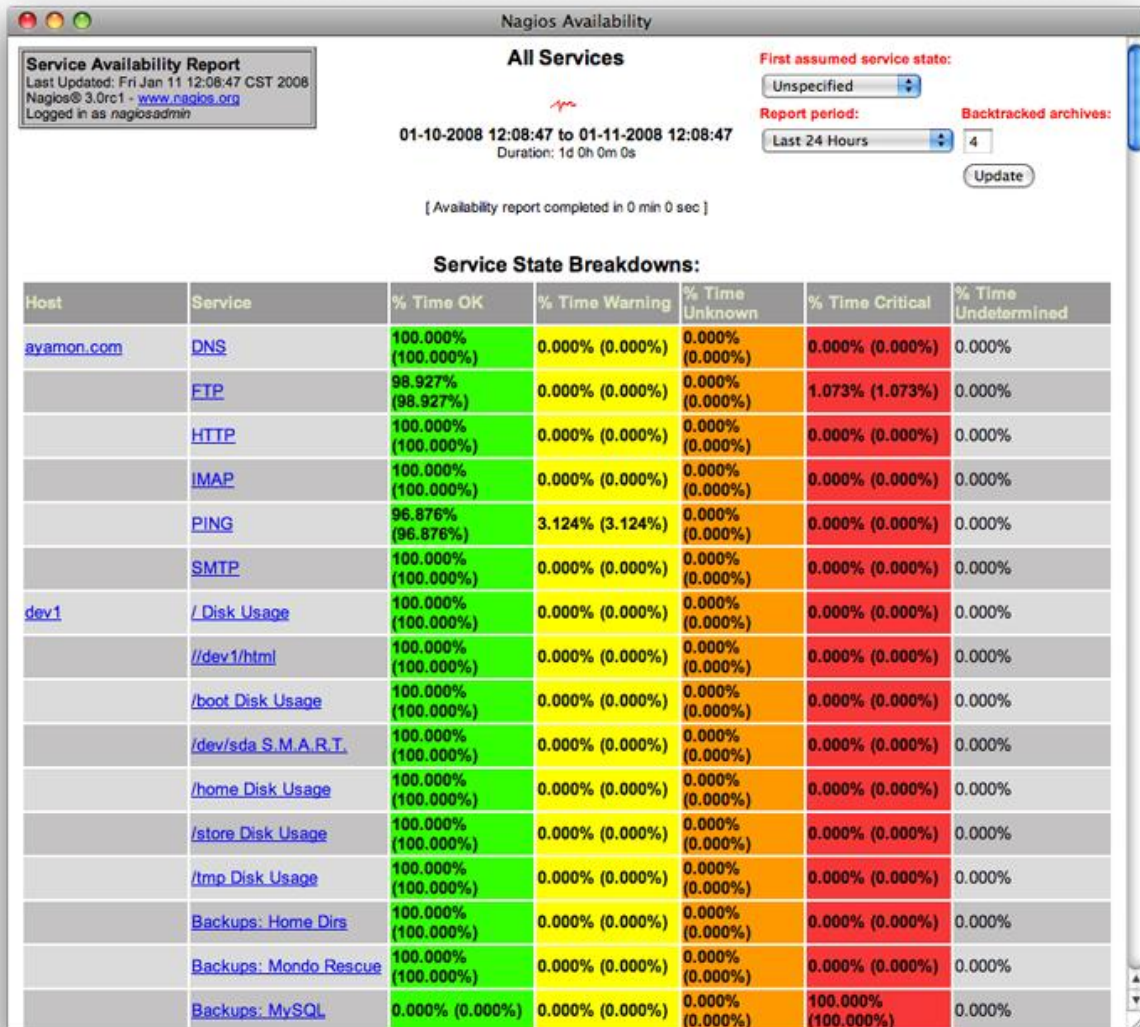 Nagios Availability
Service Availability Report
Last Updated: Fri Jan 11 12:08:47 CST 2008
Nagios® 3.0rc1 - www.nagios.org
Logged in as nagiosadmin
All Services
01-10-2008 12:08:47 to 01-11-2008 12:08:47
Duration: 1d 0h 0m 0s
[ Availability report completed in 0 min 0 sec ]
First assumed service state:
Unspecified
Report period:
Backtracked archives:
Last 24 Hours
4
Update
Service State Breakdowns:
Host Service % Time OK % Time Warning % Time Unknown % Time Critical % Time Undetermined
ayamon.com DNS 100.000% (100.000%) 0.000% (0.000%) 0.000% (0.000%) 0.000% (0.000%) 0.000%
FTP 98.927% (98.927%) 0.000% (0.000%) 0.000% (0.000%) 1.073% (1.073%) 0.000%
HTTP 100.000% (100.000%) 0.000% (0.000%) 0.000% (0.000%) 0.000% (0.000%) 0.000%
IMAP 100.000% (100.000%) 0.000% (0.000%) 0.000% (0.000%) 0.000% (0.000%) 0.000%
PING 96.876% (96.876%) 3.124% (3.124%) 0.000% (0.000%) 0.000% (0.000%) 0.000%
SMTP 100.000% (100.000%) 0.000% (0.000%) 0.000% (0.000%) 0.000% (0.000%) 0.000%
dev1 / Disk Usage 100.000% (100.000%) 0.000% (0.000%) 0.000% (0.000%) 0.000% (0.000%) 0.000%
//dev1/html 100.000% (100.000%) 0.000% (0.000%) 0.000% (0.000%) 0.000% (0.000%) 0.000%
/boot Disk Usage 100.000% (100.000%) 0.000% (0.000%) 0.000% (0.000%) 0.000% (0.000%) 0.000%
/dev/sda S.M.A.R.T. 100.000% (100.000%) 0.000% (0.000%) 0.000% (0.000%) 0.000% (0.000%) 0.000%
/home Disk Usage 100.000% (100.000%) 0.000% (0.000%) 0.000% (0.000%) 0.000% (0.000%) 0.000%
/store Disk Usage 100.000% (100.000%) 0.000% (0.000%) 0.000% (0.000%) 0.000% (0.000%) 0.000%
/tmp Disk Usage 100.000% (100.000%) 0.000% (0.000%) 0.000% (0.000%) 0.000% (0.000%) 0.000%
Backups: Home Dirs 100.000% (100.000%) 0.000% (0.000%) 0.000% (0.000%) 0.000% (0.000%) 0.000%
Backups: Mondo Rescue 100.000% (100.000%) 0.000% (0.000%) 0.000% (0.000%) 0.000% (0.000%) 0.000%
Backups: MySQL 0.000% (0.000%) 0.000% (0.000%) 0.000% (0.000%) 100.000% (100.000%) 0.000%